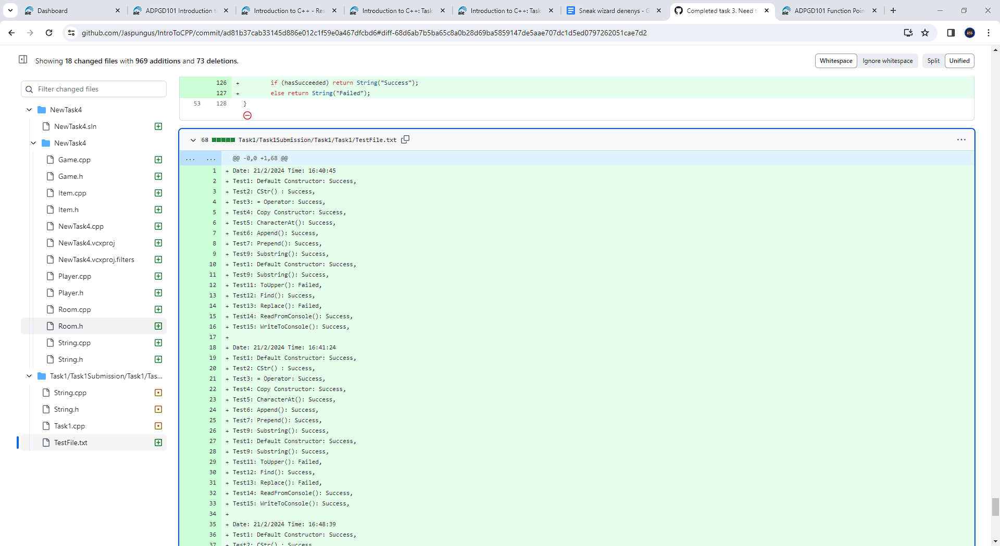 Dashboard
ADPGD101 Introduction t
Introduction to C++ - Res
Introduction to C++: Task
Introduction to C++: Task
Sneak wizard denenys - G
Completed task 3. Need t
ADPGD101 Function Poin
github.com/Jaspungus/IntroToCPP/commit/ad81b37cab33145d886e012c1f59e0a467dfcbd6#diff-68d6ab7b5ba65c8a0b28d69ba5859147de5aae707dc1d5ed0797262051cae7d2
Showing 18 changed files with 969 additions and 73 deletions.
Whitespace Ignore whitespace Split Unified
Filter changed files
NewTask4
NewTask4.sln
NewTask4
Game.cpp
Game.h
Item.cpp
Item.h
NewTask4.cpp
NewTask4.vcxproj
NewTask4.vcxproj.filters
Player.cpp
Player.h
Room.cpp
Room.h
String.cpp
String.h
Task1/Task1Submission/Task1/Tas...
String.cpp
String.h
Task1.cpp
TestFile.txt
126 + if (hasSucceeded) return String("Success");
127 + else return String("Failed");
53 128 }
68 Task1/Task1Submission/Task1/Task1/TestFile.txt
... ... @@ -0,0 +1,68 @@
1 + Date: 21/2/2024 Time: 16:40:45
2 + Test1: Default Constructor: Success,
3 + Test2: CStr() : Success,
4 + Test3: = Operator: Success,
5 + Test4: Copy Constructor: Success,
6 + Test5: CharacterAt(): Success,
7 + Test6: Append(): Success,
8 + Test7: Prepend(): Success,
9 + Test9: Substring(): Success,
10 + Test1: Default Constructor: Success,
11 + Test9: Substring(): Success,
12 + Test11: ToUpper(): Failed,
13 + Test12: Find(): Success,
14 + Test13: Replace(): Failed,
15 + Test14: ReadFromConsole(): Success,
16 + Test15: WriteToConsole(): Success,
17 +
18 + Date: 21/2/2024 Time: 16:41:24
19 + Test1: Default Constructor: Success,
20 + Test2: CStr() : Success,
21 + Test3: = Operator: Success,
22 + Test4: Copy Constructor: Success,
23 + Test5: CharacterAt(): Success,
24 + Test6: Append(): Success,
25 + Test7: Prepend(): Success,
26 + Test9: Substring(): Success,
27 + Test1: Default Constructor: Success,
28 + Test9: Substring(): Success,
29 + Test11: ToUpper(): Failed,
30 + Test12: Find(): Success,
31 + Test13: Replace(): Failed,
32 + Test14: ReadFromConsole(): Success,
33 + Test15: WriteToConsole(): Success,
34 +
35 + Date: 21/2/2024 Time: 16:48:39
36 + Test1: Default Constructor: Success,
37 + Test2: CStr() : Success